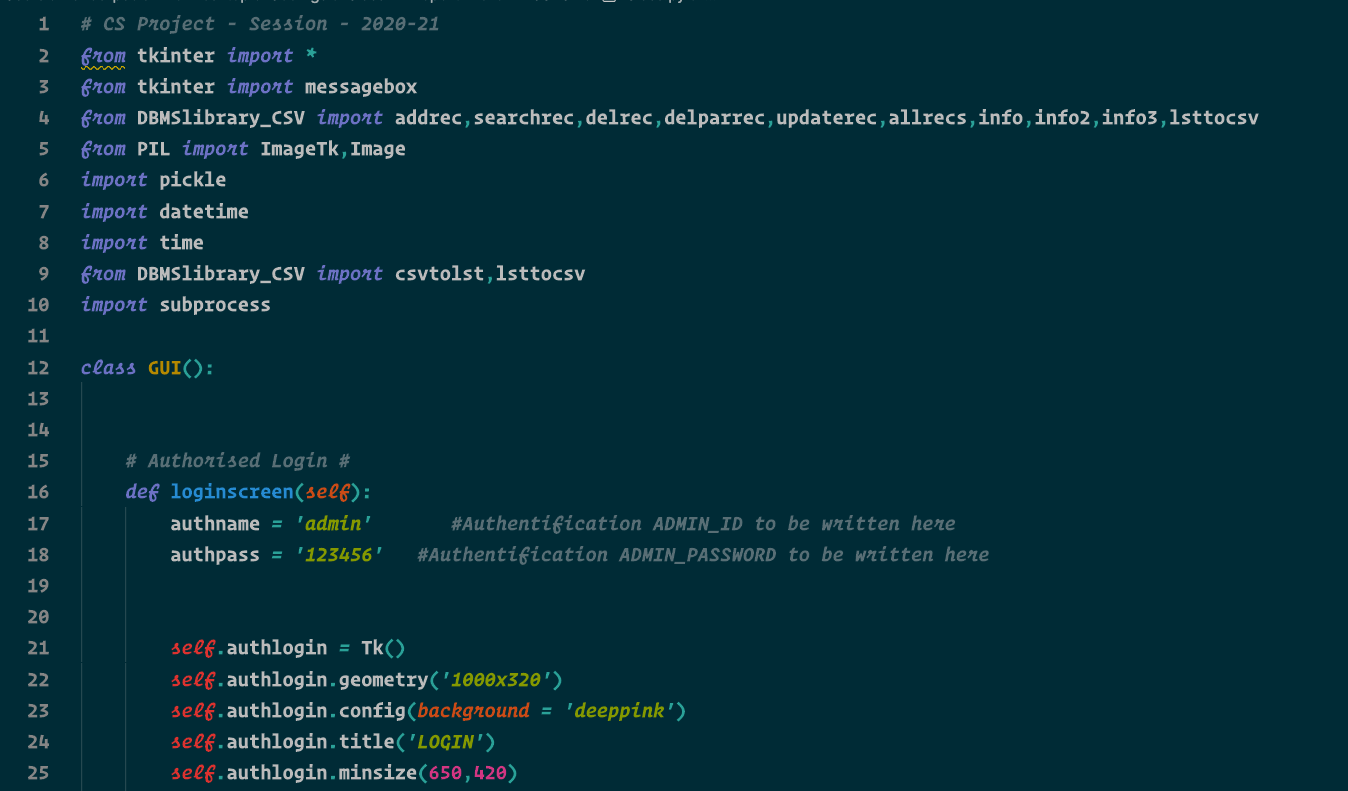 1 # CS Project - Session - 2020-21
2 from tkinter import *
3 from tkinter import messagebox
4 from DBMSlibrary_CSV import addrec,searchrec,delrec,delparrec,updaterec,allrecs,info,info2,info3,lsttocsv
5 from PIL import ImageTk,Image
6 import pickle
7 import datetime
8 import time
9 from DBMSlibrary_CSV import csvtolst,lsttocsv
10 import subprocess
11
12 class GUI():
13
14
15 # Authorised Login #
16 def loginscreen(self):
17 authname = 'admin' #Authentification ADMIN_ID to be written here
18 authpass = '123456' #Authentification ADMIN_PASSWORD to be written here
19
20
21 self.authlogin = Tk()
22 self.authlogin.geometry('1000x320')
23 self.authlogin.config(background = 'deeppink')
24 self.authlogin.title('LOGIN')
25 self.authlogin.minsize(650,420)